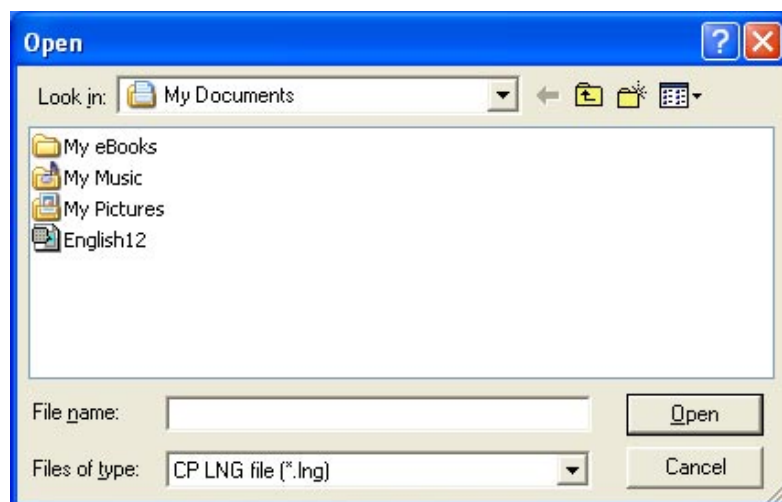 Open
Look in: My Documents
My eBooks
My Music
My Pictures
English12
File name: Open
Files of type: CP LNG file (*.lng) Cancel